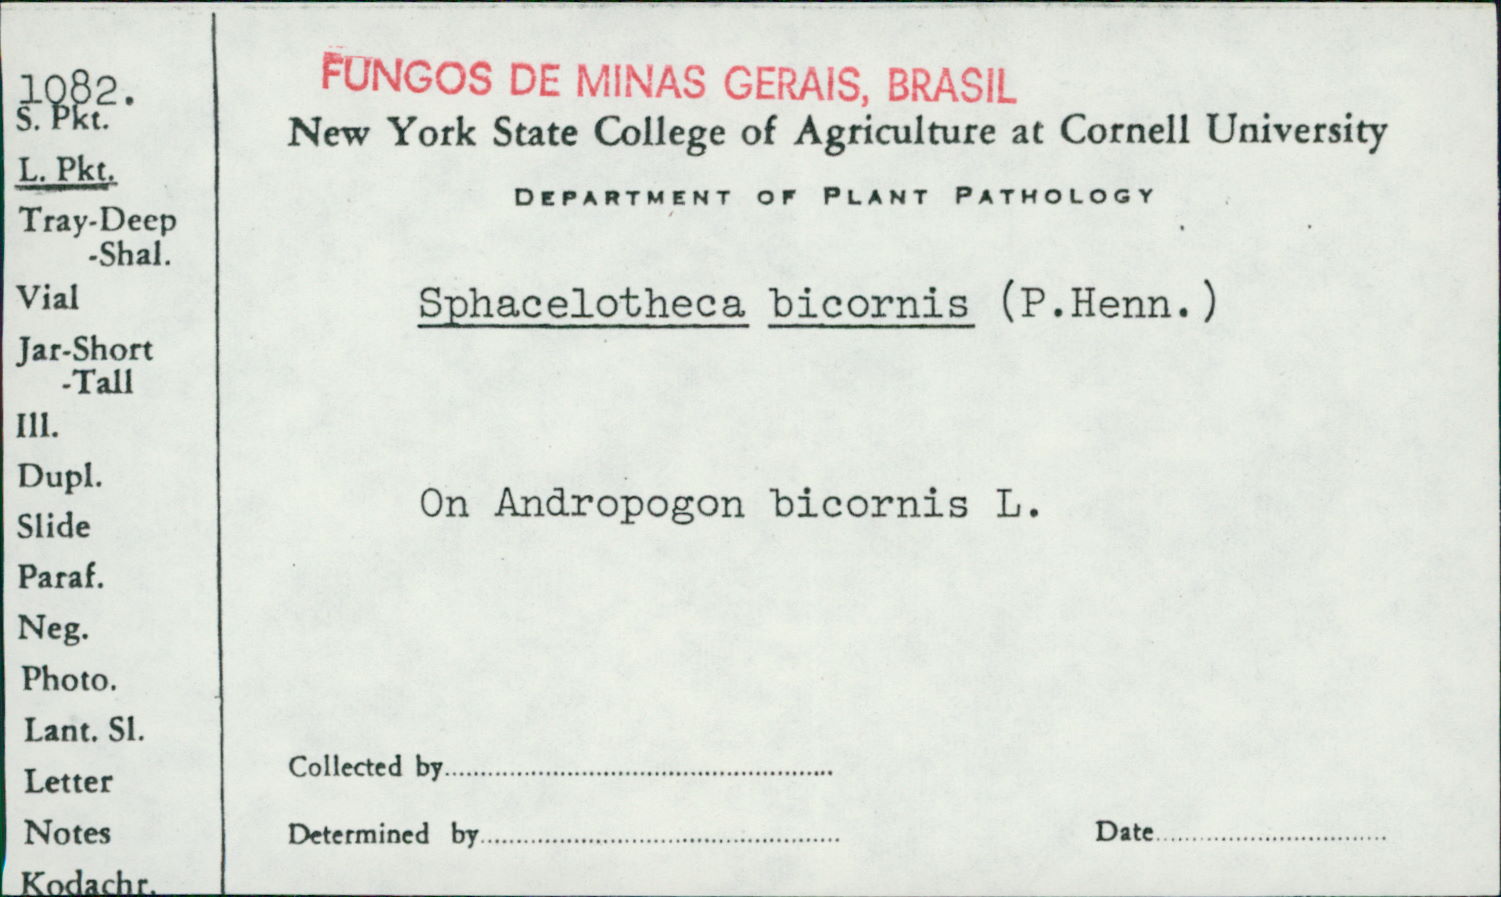 1082.
S. Pkt.
L. Pkt.
Tray-Deep
-Shal.
Vial
Jar-Short
-Tall
Ill.
Dupl.
Slide
Paraf.
Neg.
Photo.
Lant. Sl.
Letter
Notes
Kodachr.
FUNGOS DE MINAS GERAIS, BRASIL
New York State College of Agriculture at Cornell University
DEPARTMENT OF PLANT PATHOLOGY
Sphacelotheca bicornis (P.Henn.)
On Andropogon bicornis L.
Collected by
Determined by
Date